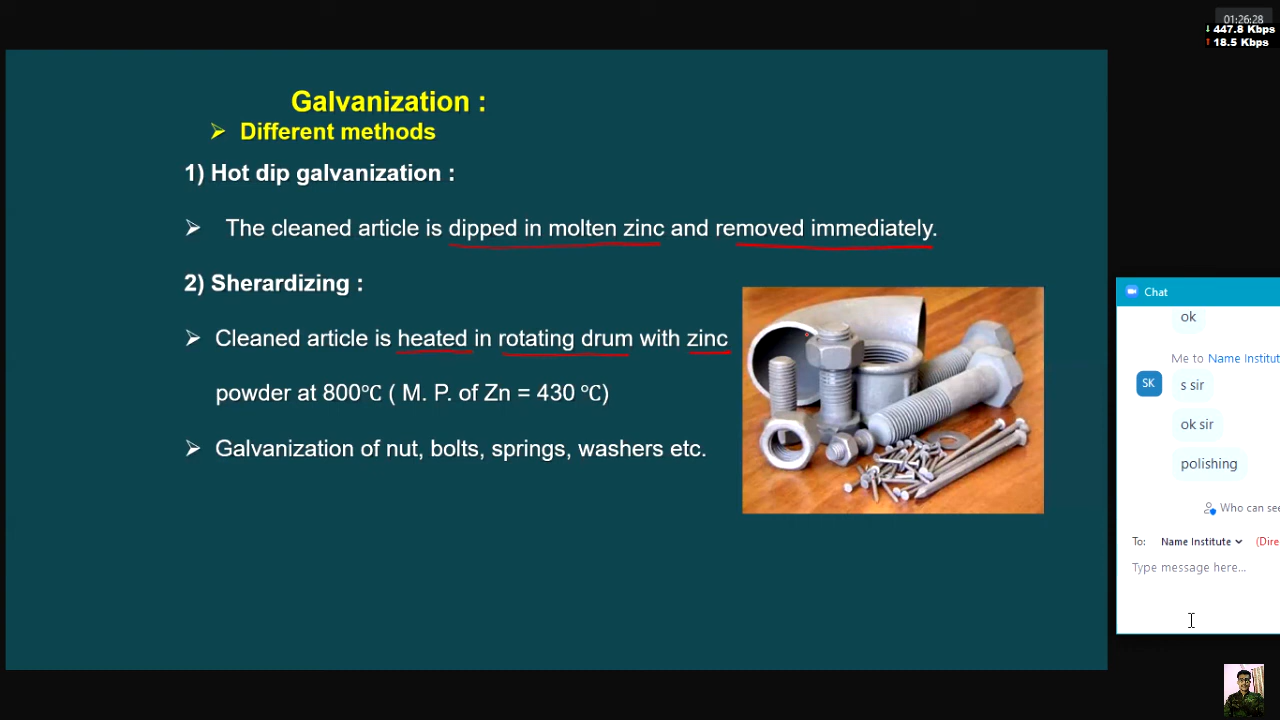 01:26:28
↓ 447.8 Kbps
↑ 18.5 Kbps
Galvanization :
➢ Different methods
1) Hot dip galvanization :
➢ The cleaned article is dipped in molten zinc and removed immediately.
2) Sherardizing :
➢ Cleaned article is heated in rotating drum with zinc
powder at 800℃ ( M. P. of Zn = 430 ℃)
➢ Galvanization of nut, bolts, springs, washers etc.
Chat
ok
Me to Name Institut
SK
s sir
ok sir
polishing
Who can see
To: Name Institute (Dire
Type message here...